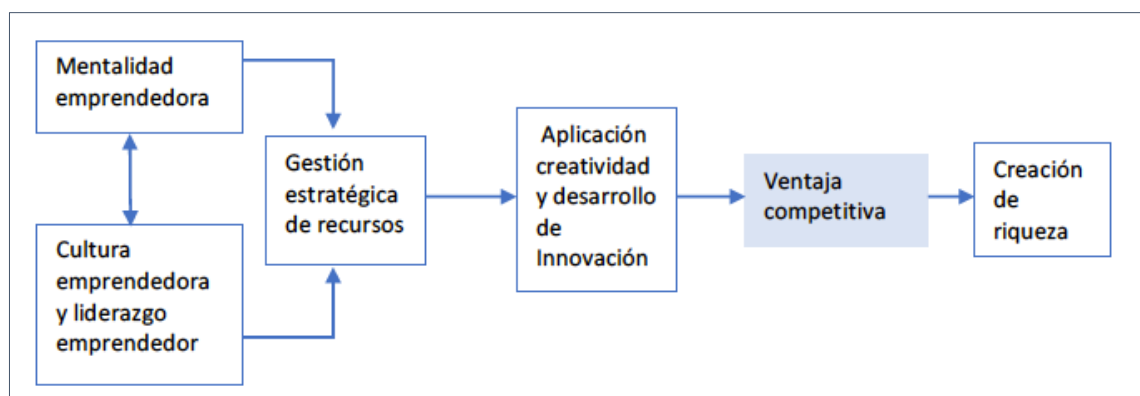 Mentalidad
emprendedora
Cultura
emprendedora
y liderazgo
emprendedor
Gestión
estratégica
de recursos
Aplicación
creatividad
y desarrollo
de
Innovación
Ventaja
competitiva
Creación
de
riqueza